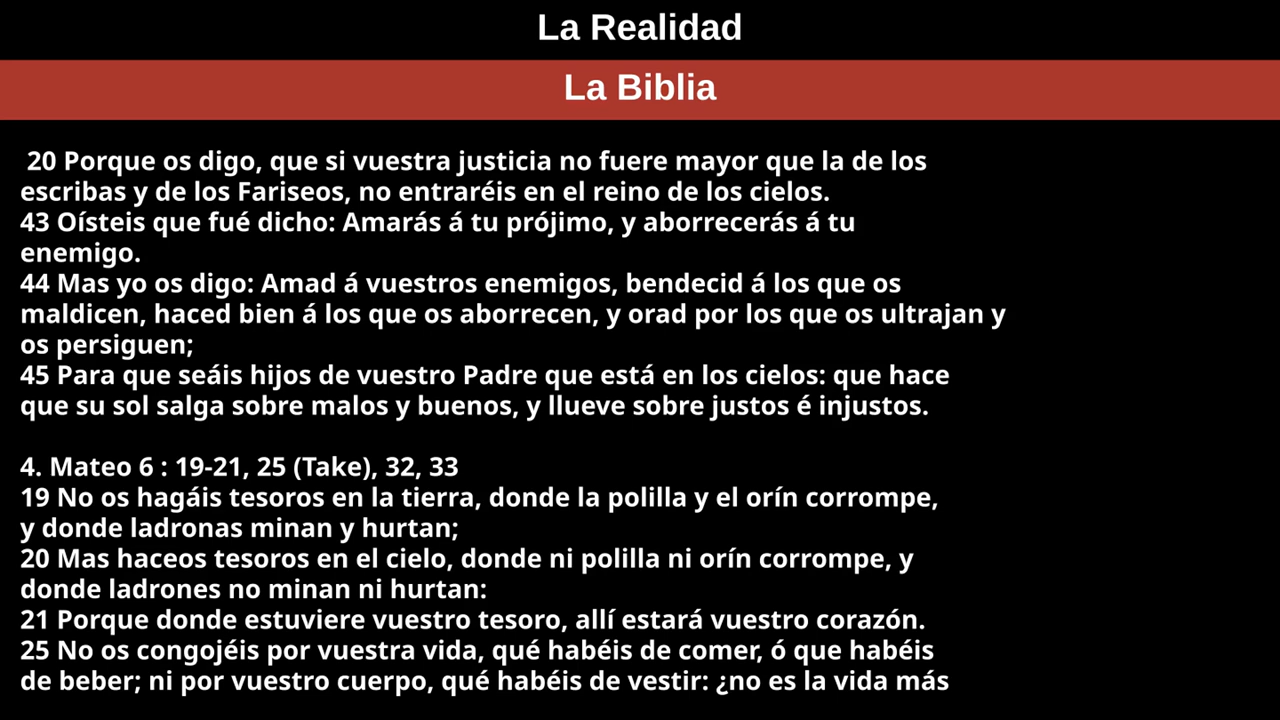 La Realidad
La Biblia
20 Porque os digo, que si vuestra justicia no fuere mayor que la de los
escribas y de los Fariseos, no entraréis en el reino de los cielos.
43 Oísteis que fué dicho: Amarás á tu prójimo, y aborrecerás á tu
enemigo.
44 Mas yo os digo: Amad á vuestros enemigos, bendecid á los que os
maldicen, haced bien á los que os aborrecen, y orad por los que os ultrajan y
os persiguen;
45 Para que seáis hijos de vuestro Padre que está en los cielos: que hace
que su sol salga sobre malos y buenos, y llueve sobre justos é injustos.
4. Mateo 6 : 19-21, 25 (Take), 32, 33
19 No os hagáis tesoros en la tierra, donde la polilla y el orín corrompe,
y donde ladronas minan y hurtan;
20 Mas haceos tesoros en el cielo, donde ni polilla ni orín corrompe, y
donde ladrones no minan ni hurtan:
21 Porque donde estuviere vuestro tesoro, allí estará vuestro corazón.
25 No os congojéis por vuestra vida, qué habéis de comer, ó que habéis
de beber; ni por vuestro cuerpo, qué habéis de vestir: ¿no es la vida más